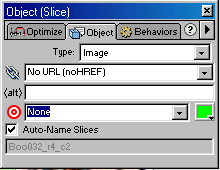 Object (Slice)
Optimize Object Behaviors ?
Type: Image
No URL (noHREF)
<alt>
None
Auto-Name Slices
Boo032_r4_c2